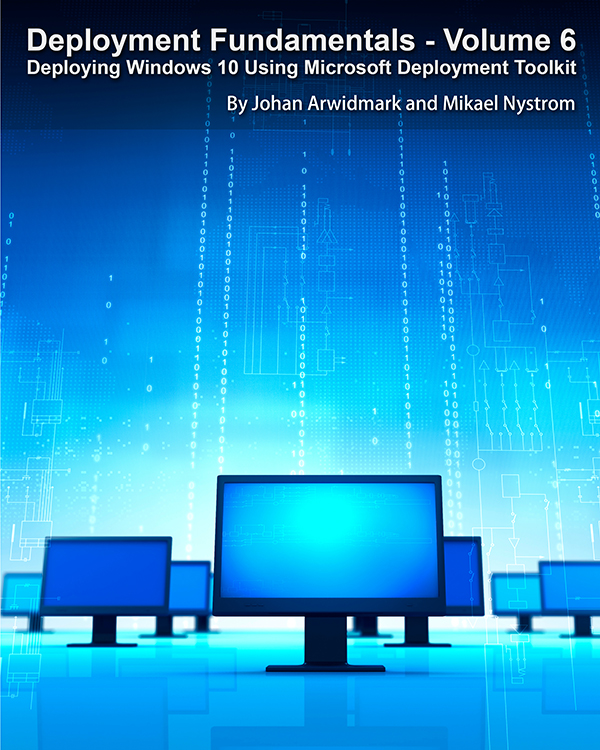 Deployment Fundamentals - Volume 6
Deploying Windows 10 Using Microsoft Deployment Toolkit
By Johan Arwidmark and Mikael Nystrom